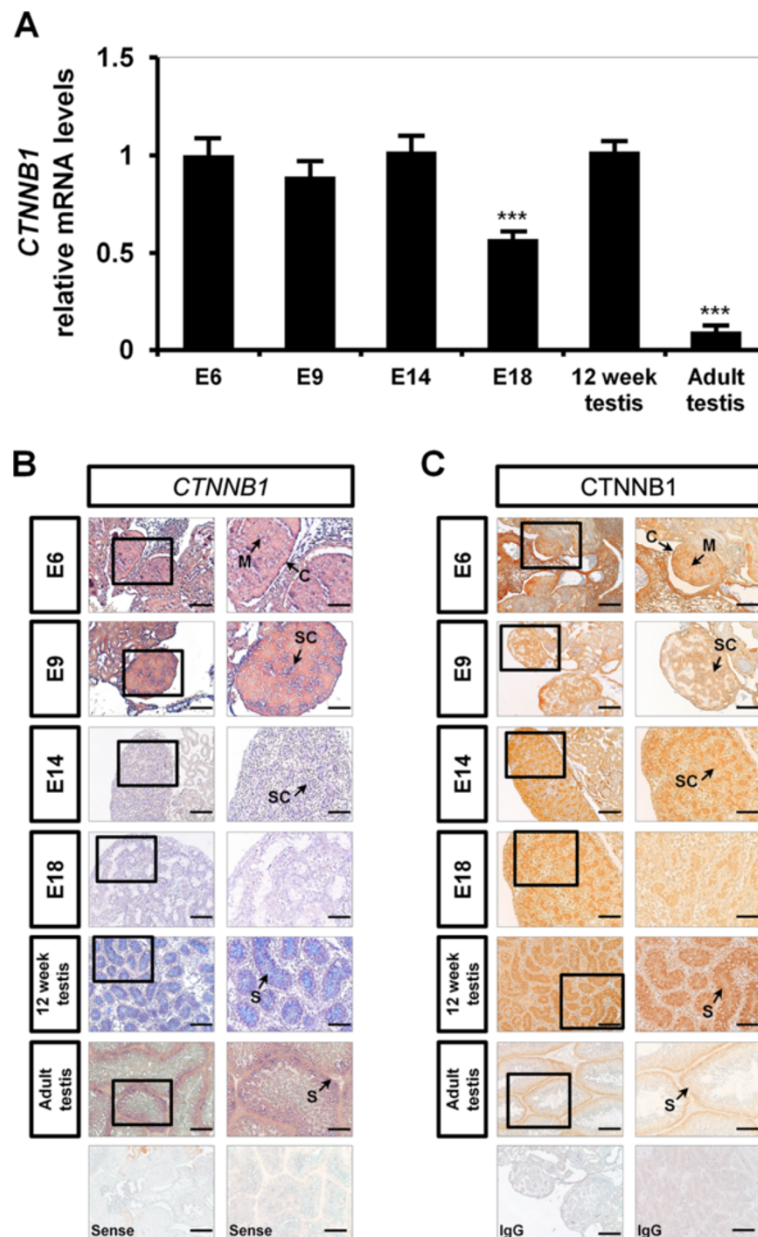 A
CTNNB1
relative mRNA levels
1.5
1
0.5
0
***
***
E6
E9
E14
E18
12 week
testis
Adult
testis
B
CTNNB1
E6
M
C
E9
SC
E14
SC
E18
12 week
testis
S
Adult
testis
S
Sense
Sense
C
CTNNB1
E6
C
M
E9
SC
E14
SC
E18
12 week
testis
S
Adult
testis
S
IgG
IgG